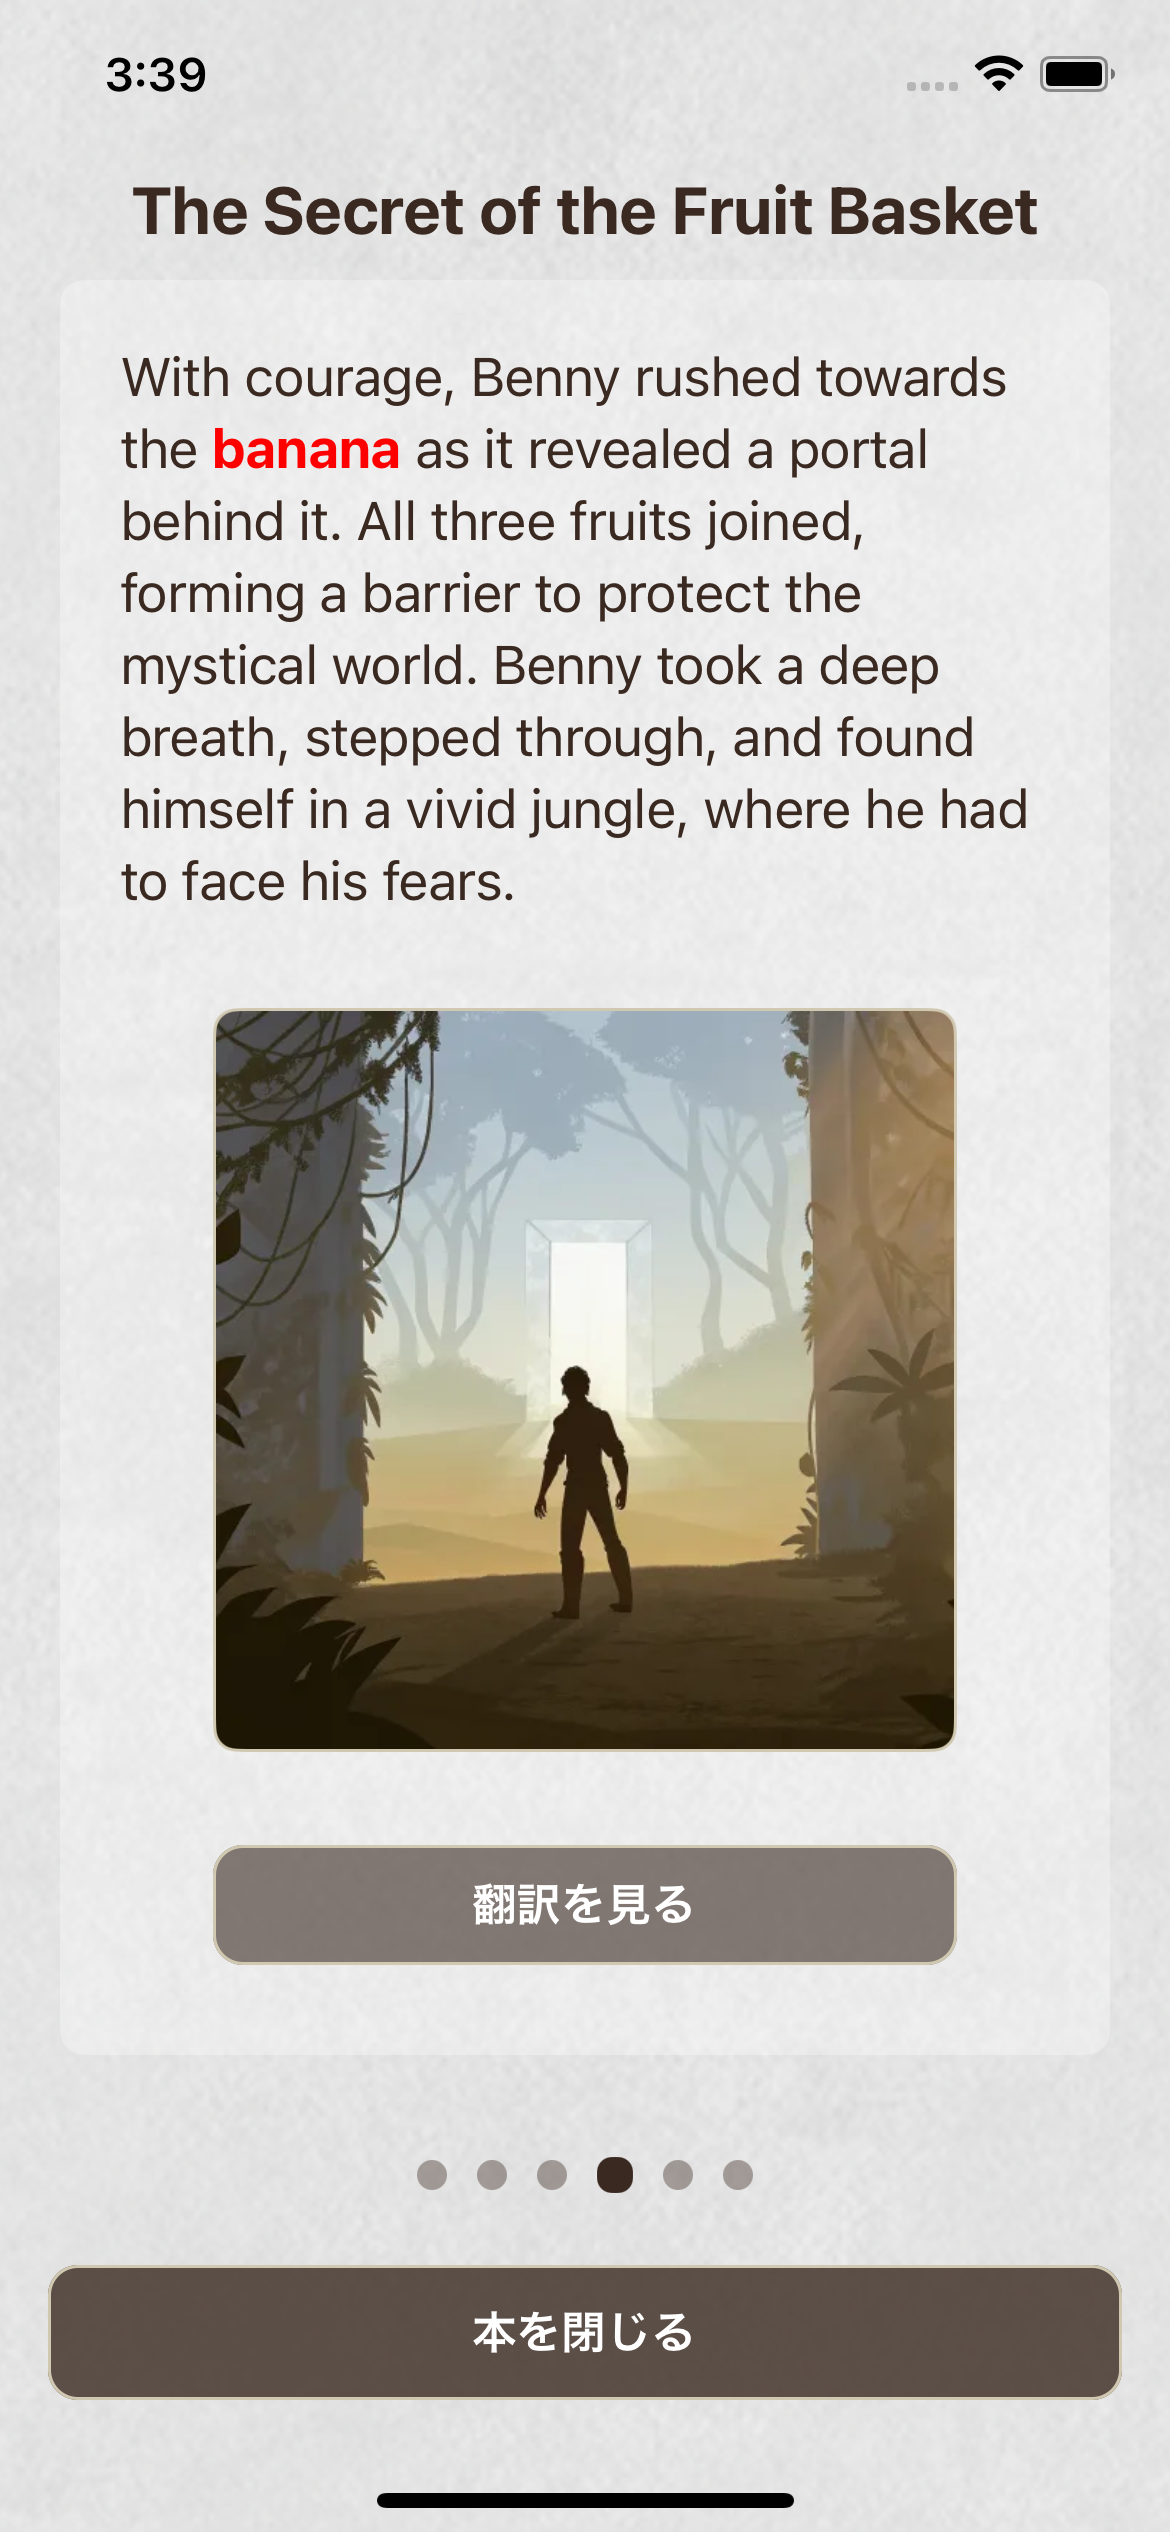 3:39
The Secret of the Fruit Basket
With courage, Benny rushed towards
the banana as it revealed a portal
behind it. All three fruits joined,
forming a barrier to protect the
mystical world. Benny took a deep
breath, stepped through, and found
himself in a vivid jungle, where he had
to face his fears.
翻訳を見る
本を閉じる